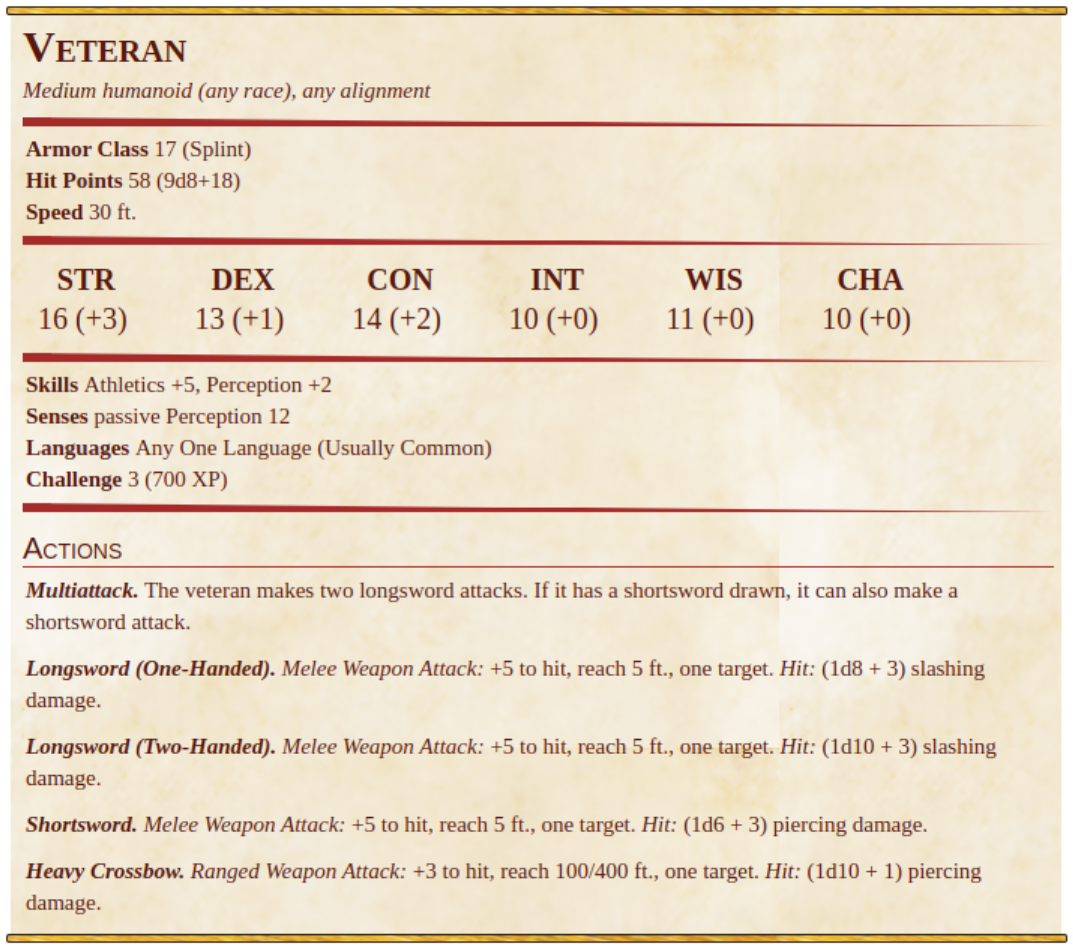 VETERAN
Medium humanoid (any race), any alignment
Armor Class 17 (Splint)
Hit Points 58 (9d8+18)
Speed 30 ft.
STR DEX CON INT WIS CHA
16 (+3) 13 (+1) 14 (+2) 10 (+0) 11 (+0) 10 (+0)
Skills Athletics +5, Perception +2
Senses passive Perception 12
Languages Any One Language (Usually Common)
Challenge 3 (700 XP)
ACTIONS
Multiattack. The veteran makes two longsword attacks. If it has a shortsword drawn, it can also make a
shortsword attack.
Longsword (One-Handed). Melee Weapon Attack: +5 to hit, reach 5 ft., one target. Hit: (1d8 + 3) slashing
damage.
Longsword (Two-Handed). Melee Weapon Attack: +5 to hit, reach 5 ft., one target. Hit: (1d10 + 3) slashing
damage.
Shortsword. Melee Weapon Attack: +5 to hit, reach 5 ft., one target. Hit: (1d6 + 3) piercing damage.
Heavy Crossbow. Ranged Weapon Attack: +3 to hit, reach 100/400 ft., one target. Hit: (1d10 + 1) piercing
damage.